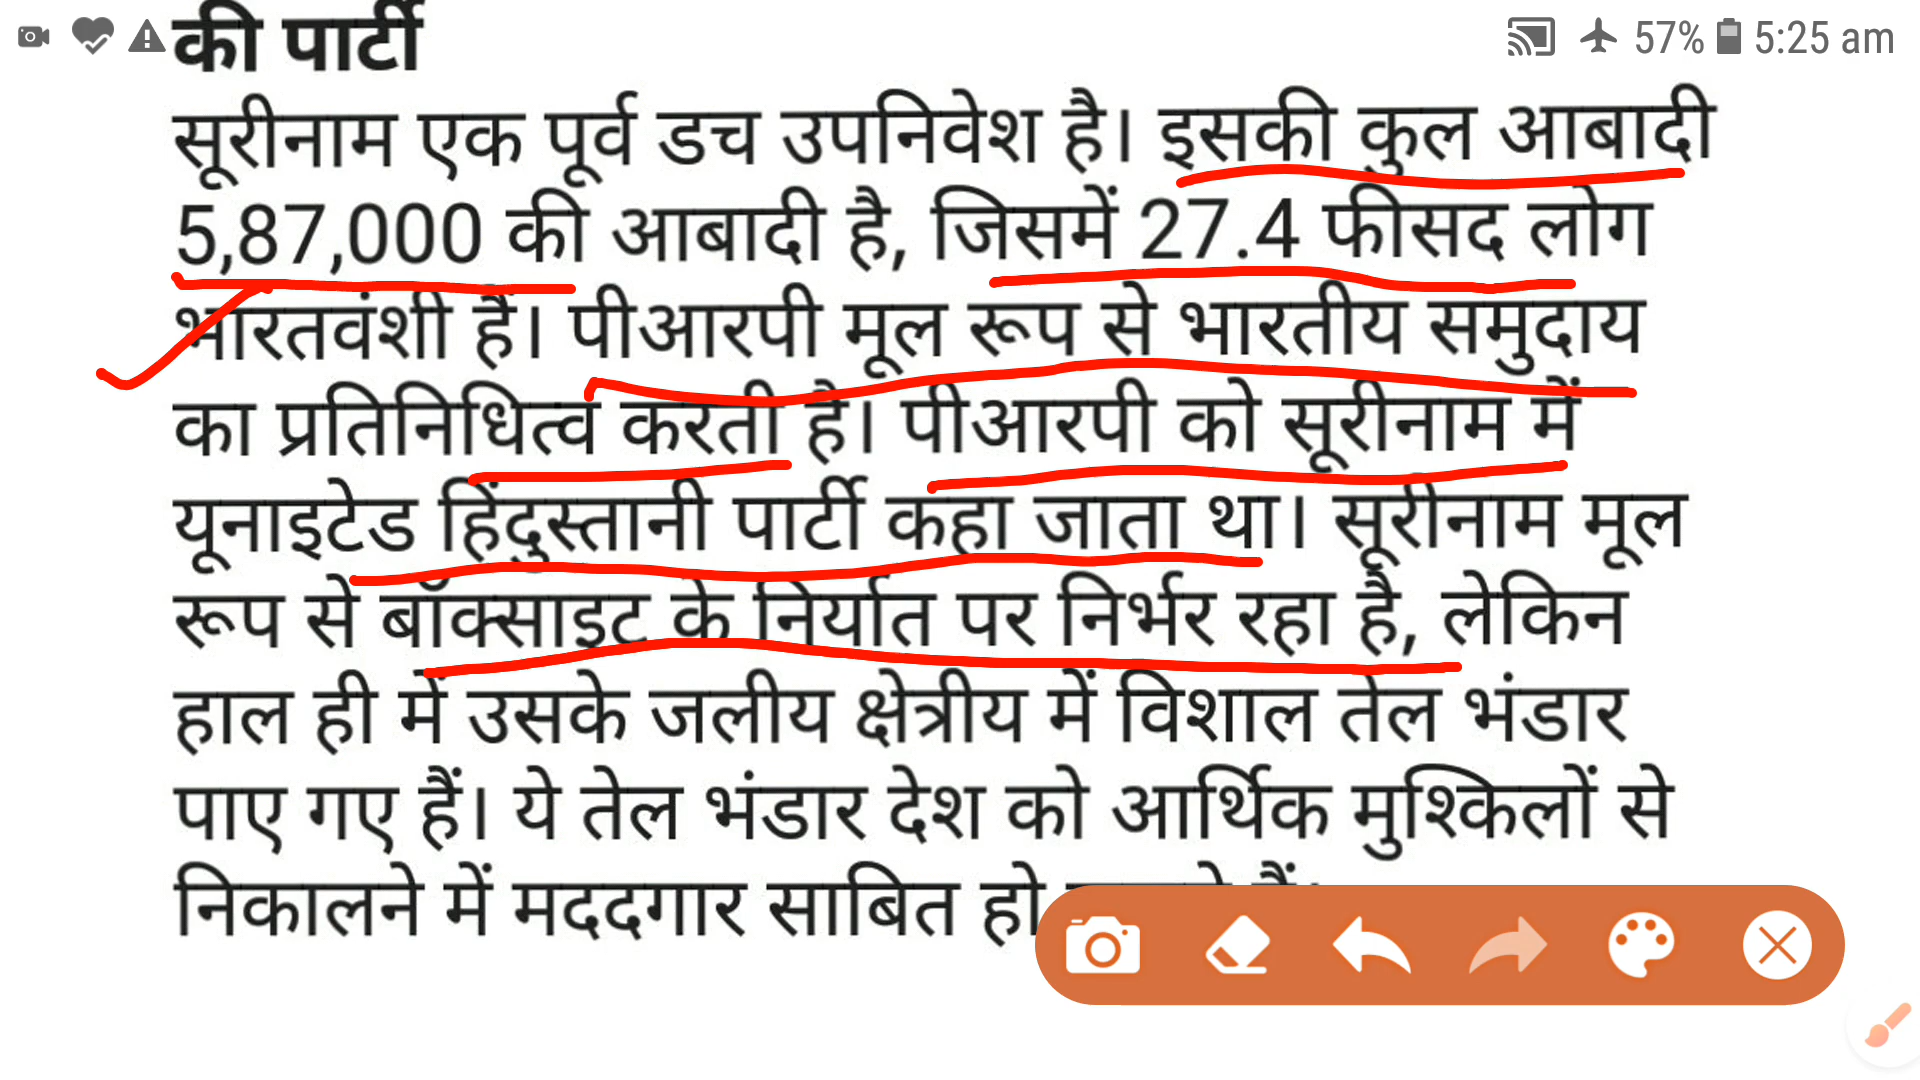 57% 5:25 am
की पार्टी
सूरीनाम एक पूर्व डच उपनिवेश है। इसकी कुल आबादी
5,87,000 की आबादी है, जिसमें 27.4 फीसद लोग
भारतवंशी हैं। पीआरपी मूल रूप से भारतीय समुदाय
का प्रतिनिधित्व करती है। पीआरपी को सूरीनाम में
यूनाइटेड हिंदुस्तानी पार्टी कहा जाता था। सूरीनाम मूल
रूप से बॉक्साइट के निर्यात पर निर्भर रहा है, लेकिन
हाल ही में उसके जलीय क्षेत्रीय में विशाल तेल भंडार
पाए गए हैं। ये तेल भंडार देश को आर्थिक मुश्किलों से
निकालने में मददगार साबित हो